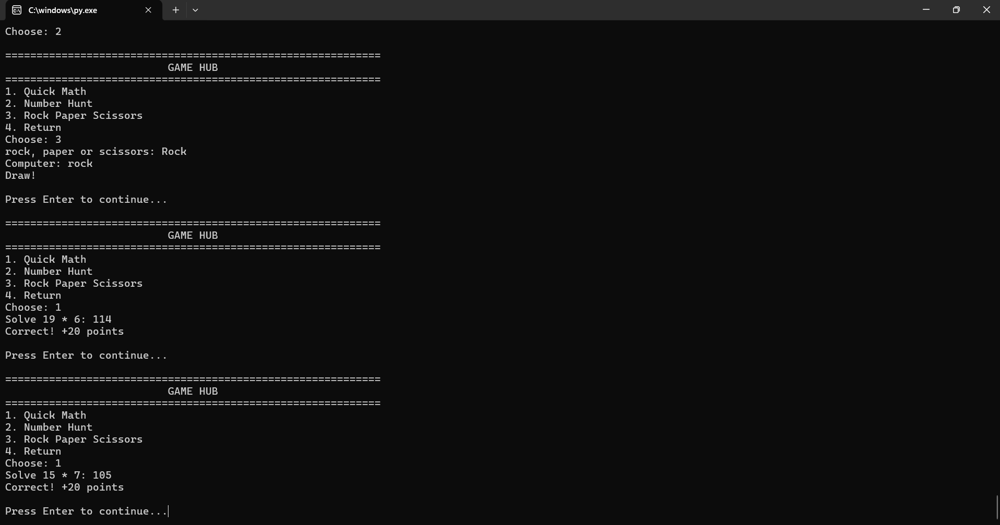 C:\windows\py.exe
Choose: 2
============================================================
GAME HUB
============================================================
1. Quick Math
2. Number Hunt
3. Rock Paper Scissors
4. Return
Choose: 3
rock, paper or scissors: Rock
Computer: rock
Draw!
Press Enter to continue...
============================================================
GAME HUB
============================================================
1. Quick Math
2. Number Hunt
3. Rock Paper Scissors
4. Return
Choose: 1
Solve 19 * 6: 114
Correct! +20 points
Press Enter to continue...
============================================================
GAME HUB
============================================================
1. Quick Math
2. Number Hunt
3. Rock Paper Scissors
4. Return
Choose: 1
Solve 15 * 7: 105
Correct! +20 points
Press Enter to continue...